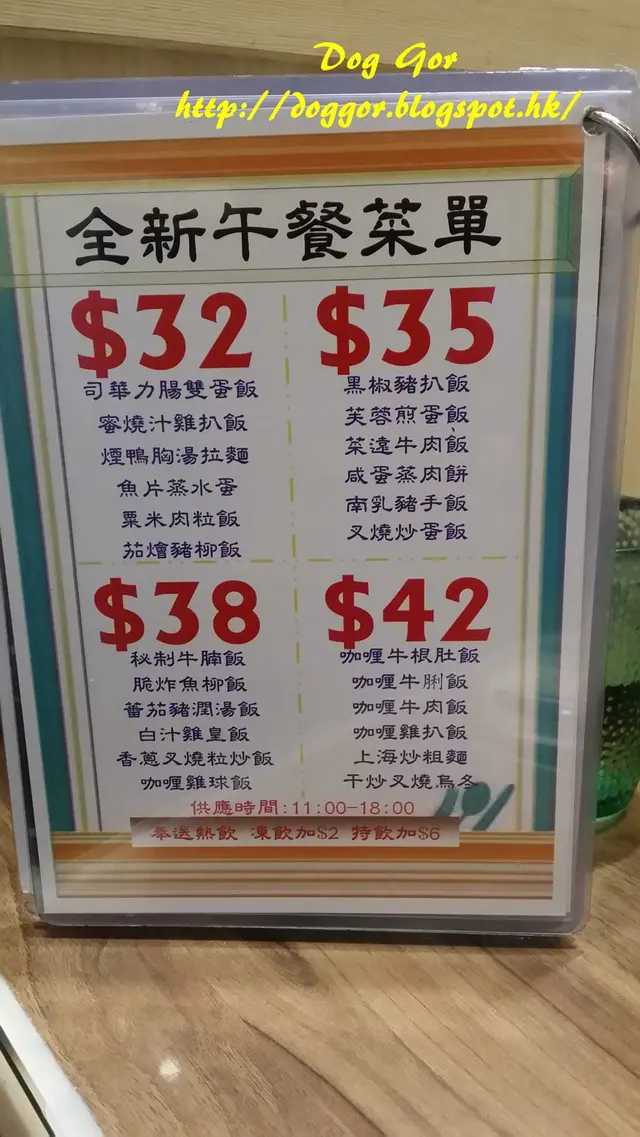 Dog Gor
http://doggor.blogspot.hk/
全新午餐菜單
$32
司華力腸雙蛋飯
蜜燒汁雞扒飯
煙鴨胸湯拉麵
魚片蒸水蛋
粟米肉粒飯
茄燴豬柳飯
$35
黑椒豬扒飯
芙蓉煎蛋飯
菜遠牛肉飯
咸蛋蒸肉餅
南乳豬手飯
叉燒炒蛋飯
$38
秘制牛腩飯
脆炸魚柳飯
蕃茄豬潤湯飯
白汁雞皇飯
香蔥叉燒粒炒飯
咖喱雞球飯
$42
咖喱牛根肚飯
咖喱牛脷飯
咖喱牛肉飯
咖喱雞扒飯
上海炒粗麵
干炒叉燒烏冬
供應時間:11:00-18:00
奉送熱飲 凍飲加$2 特飲加$6